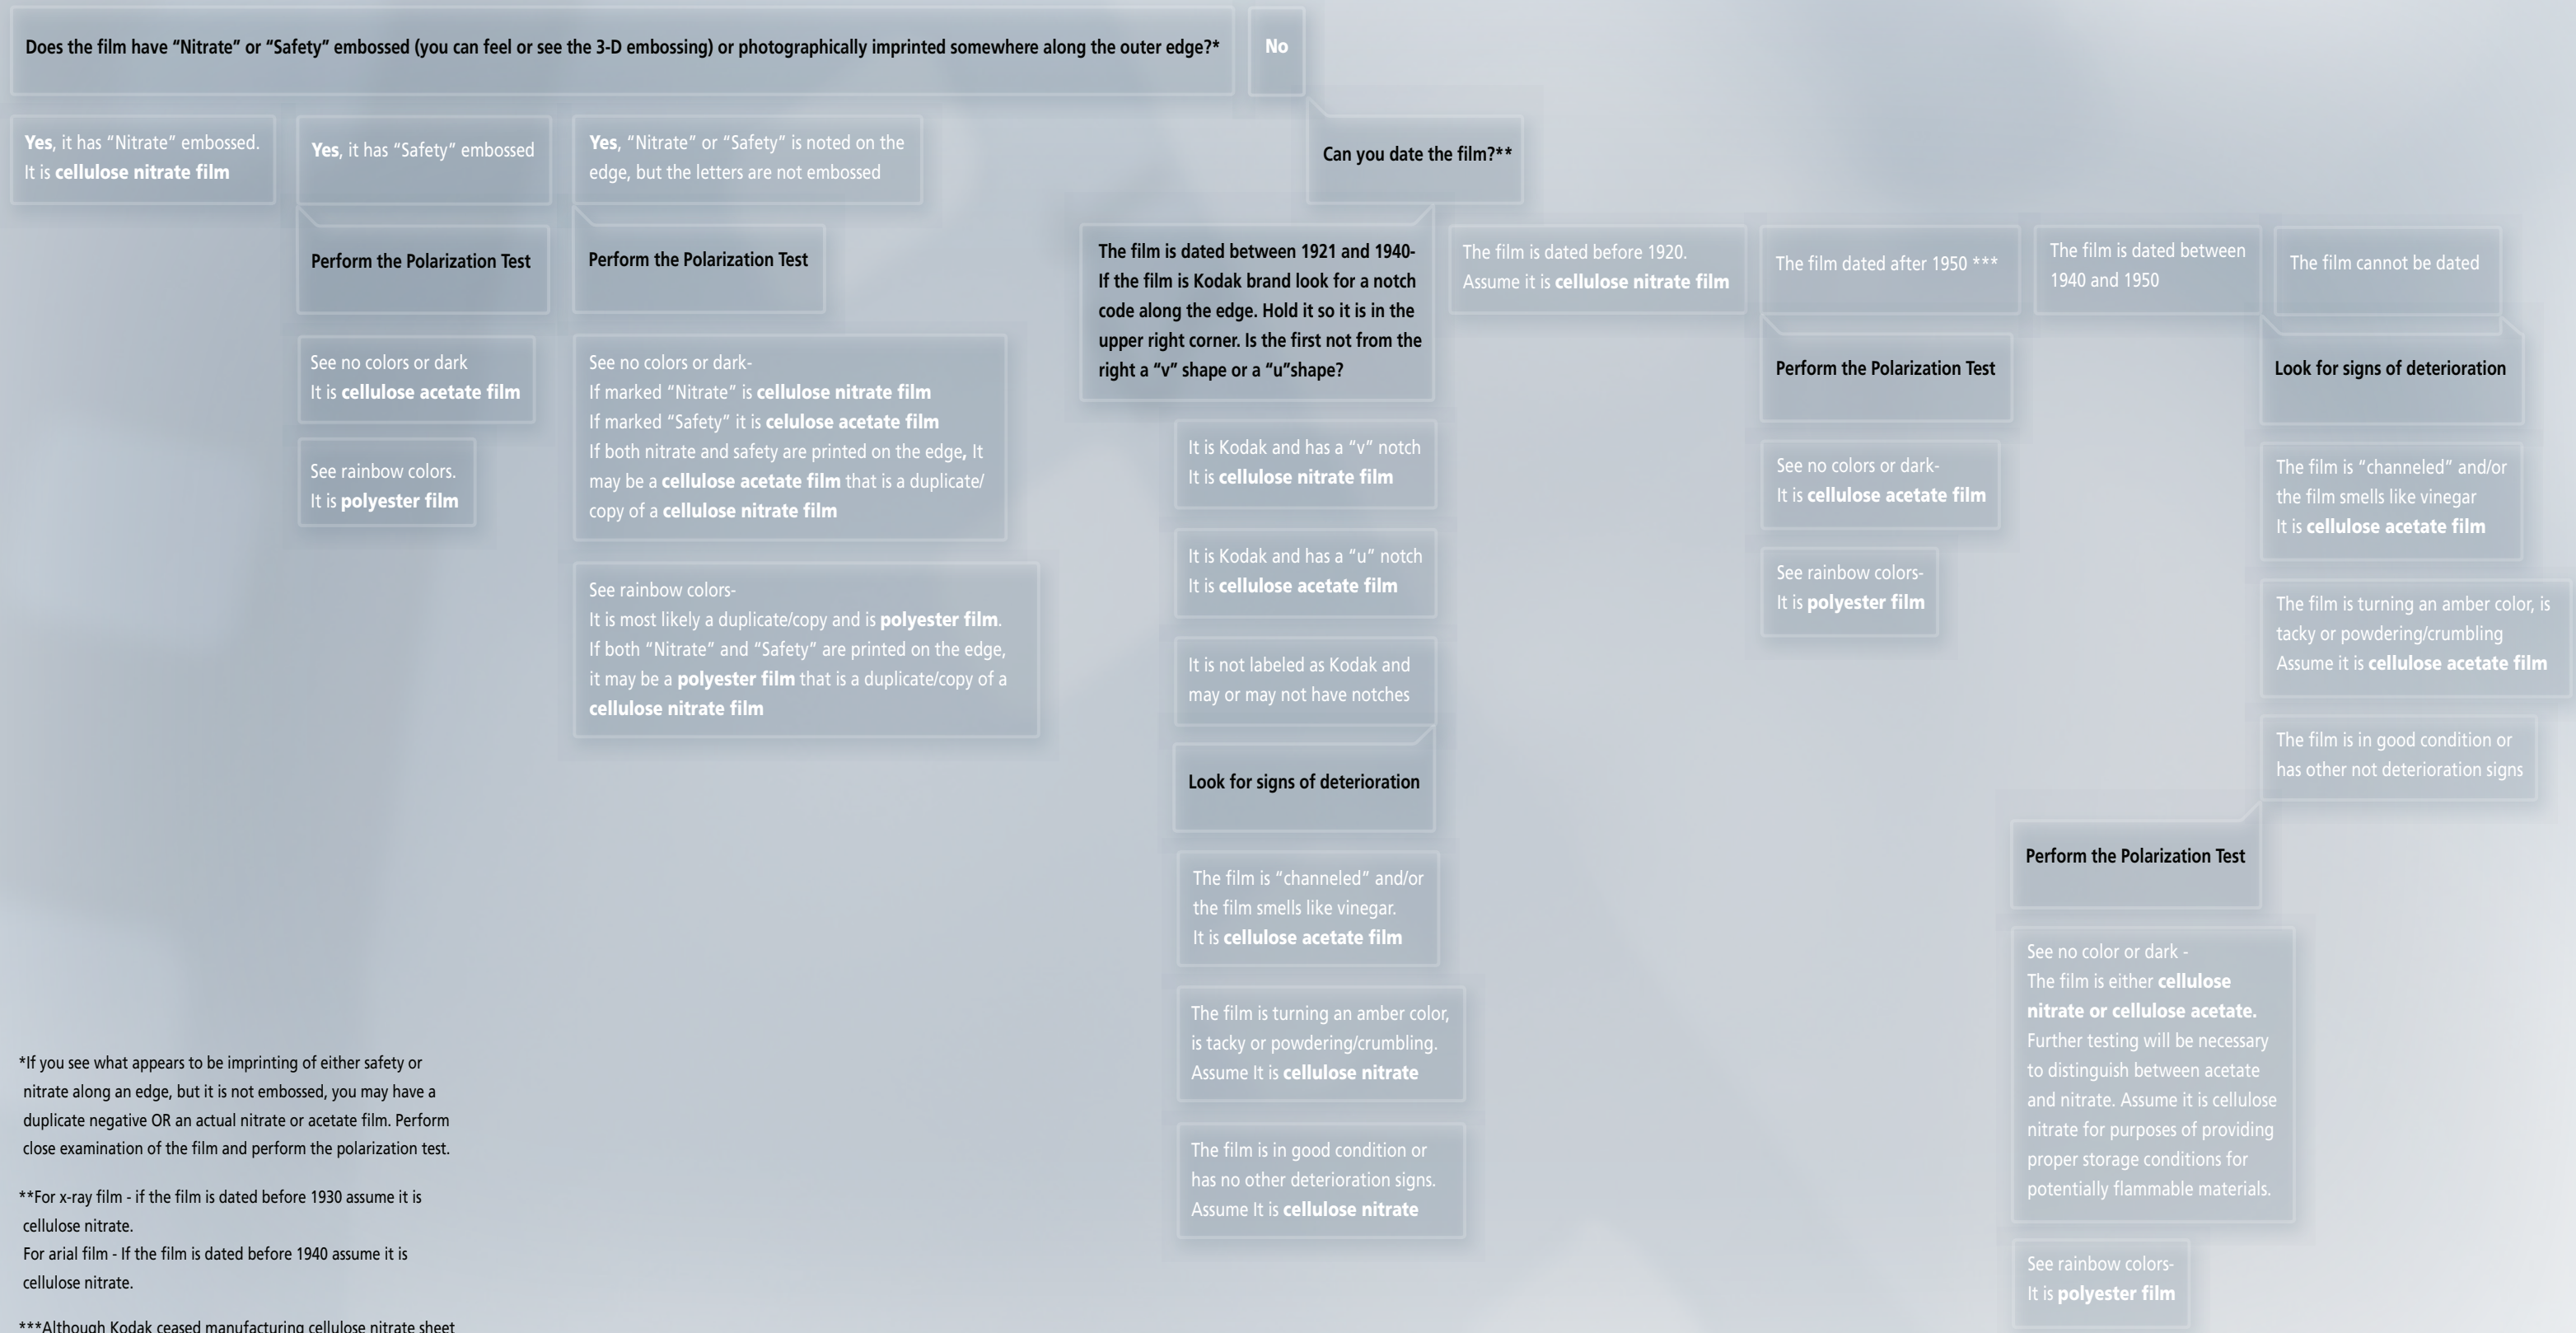 Does the film have “Nitrate” or “Safety” embossed (you can feel or see the 3-D embossing) or photographically imprinted somewhere along the outer edge?*
No
Yes, it has “Nitrate” embossed.
It is cellulose nitrate film
Yes, it has “Safety” embossed
Perform the Polarization Test
See no colors or dark
It is cellulose acetate film
See rainbow colors.
It is polyester film
Yes, “Nitrate” or “Safety” is noted on the
edge, but the letters are not embossed
Perform the Polarization Test
See no colors or dark-
If marked “Nitrate” is cellulose nitrate film
If marked “Safety” it is celulose acetate film
If both nitrate and safety are printed on the edge, It
may be a cellulose acetate film that is a duplicate/
copy of a cellulose nitrate film
See rainbow colors-
It is most likely a duplicate/copy and is polyester film.
If both “Nitrate” and “Safety” are printed on the edge,
it may be a polyester film that is a duplicate/copy of a
cellulose nitrate film
Can you date the film?**
The film is dated between 1921 and 1940-
If the film is Kodak brand look for a notch
code along the edge. Hold it so it is in the
upper right corner. Is the first not from the
right a “v” shape or a “u”shape?
It is Kodak and has a “v” notch
It is cellulose nitrate film
It is Kodak and has a “u” notch
It is cellulose acetate film
It is not labeled as Kodak and
may or may not have notches
Look for signs of deterioration
The film is “channeled” and/or
the film smells like vinegar.
It is cellulose acetate film
The film is turning an amber color,
is tacky or powdering/crumbling.
Assume It is cellulose nitrate
The film is in good condition or
has no other deterioration signs.
Assume It is cellulose nitrate
The film is dated before 1920.
Assume it is cellulose nitrate film
The film dated after 1950 ***
Perform the Polarization Test
See no colors or dark-
It is cellulose acetate film
See rainbow colors-
It is polyester film
The film is dated between
1940 and 1950
The film cannot be dated
Look for signs of deterioration
The film is “channeled” and/or
the film smells like vinegar
It is cellulose acetate film
The film is turning an amber color, is
tacky or powdering/crumbling
Assume it is cellulose acetate film
The film is in good condition or
has other not deterioration signs
Perform the Polarization Test
See no color or dark -
The film is either cellulose
nitrate or cellulose acetate.
Further testing will be necessary
to distinguish between acetate
and nitrate. Assume it is cellulose
nitrate for purposes of providing
proper storage conditions for
potentially flammable materials.
See rainbow colors-
It is polyester film
*If you see what appears to be imprinting of either safety or
nitrate along an edge, but it is not embossed, you may have a
duplicate negative OR an actual nitrate or acetate film. Perform
close examination of the film and perform the polarization test.
**For x-ray film - if the film is dated before 1930 assume it is
cellulose nitrate.
For arial film - If the film is dated before 1940 assume it is
cellulose nitrate.
***Although Kodak ceased manufacturing cellulose nitrate sheet